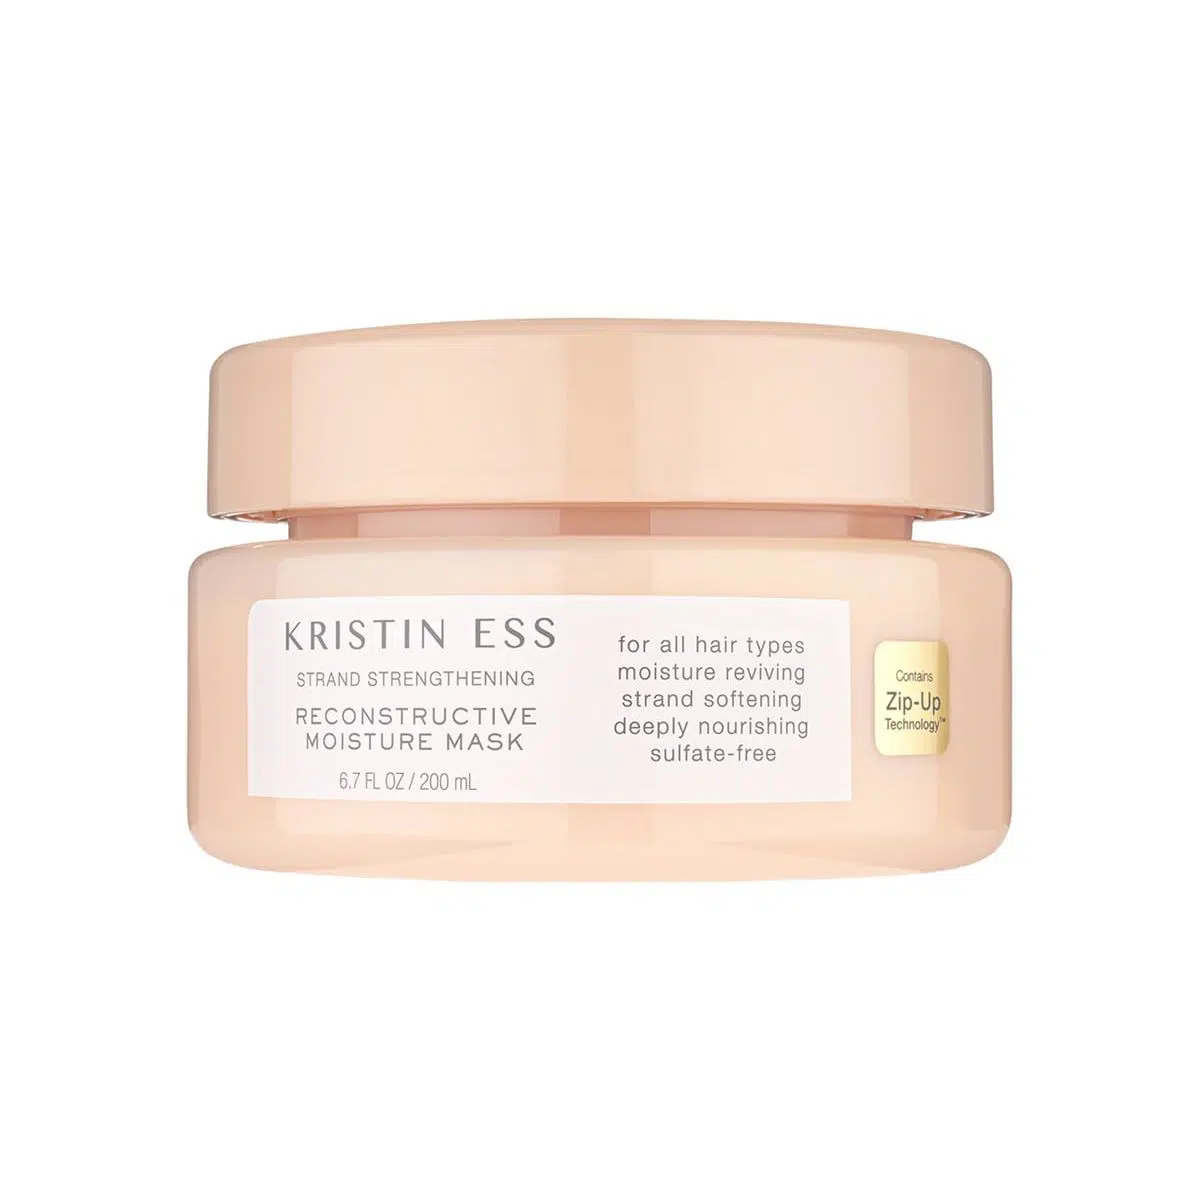 KRISTIN ESS
STRAND STRENGTHENING
RECONSTRUCTIVE
MOISTURE MASK
6.7 FL OZ / 200 mL
for all hair types
moisture reviving
strand softening
deeply nourishing
sulfate-free
Contains
Zip-Up
Technology™